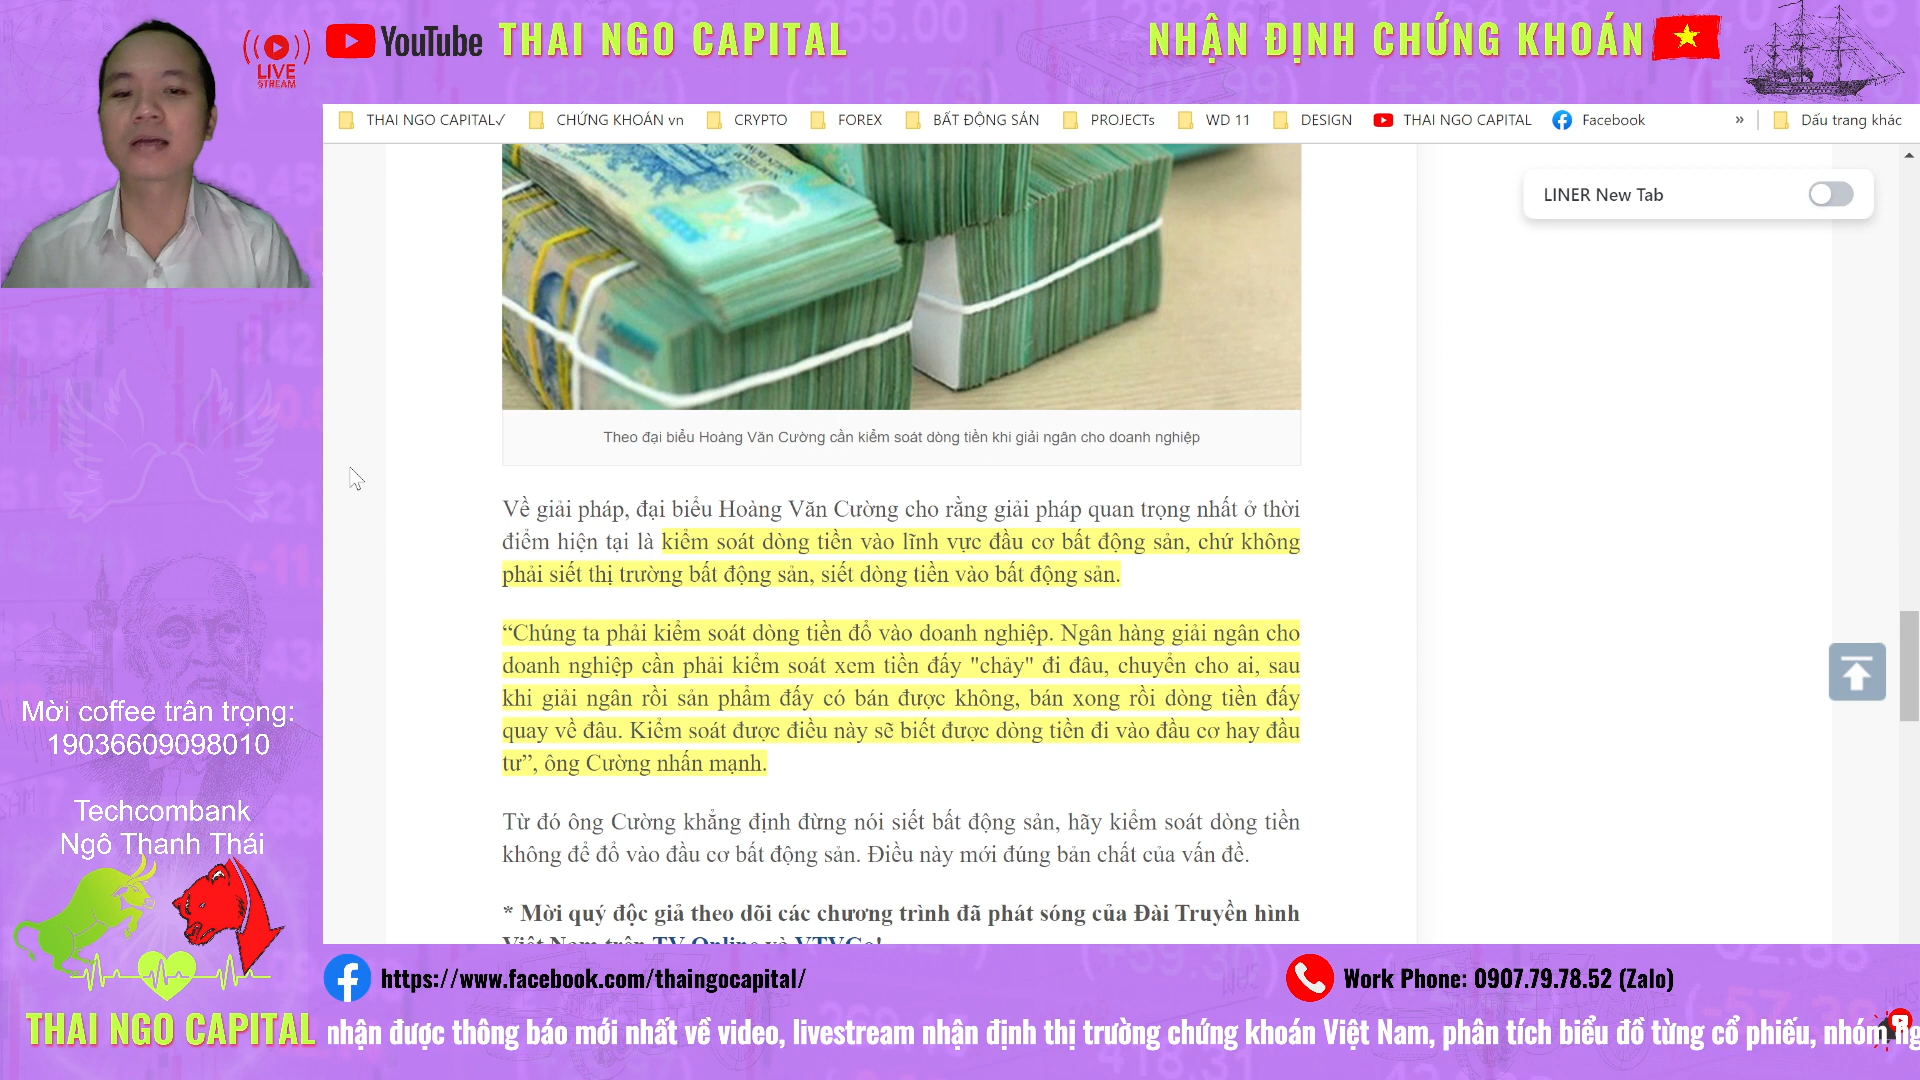 LIVE
STREAM
YouTube THAI NGO CAPITAL
NHẬN ĐỊNH CHỨNG KHOÁN
THAI NGO CAPITAL✓ CHỨNG KHOÁN vn CRYPTO FOREX BẤT ĐỘNG SẢN PROJECTs WD 11 DESIGN THAI NGO CAPITAL Facebook » Dấu trang khác
LINER New Tab
Theo đại biểu Hoàng Văn Cường cần kiểm soát dòng tiền khi giải ngân cho doanh nghiệp
Về giải pháp, đại biểu Hoàng Văn Cường cho rằng giải pháp quan trọng nhất ở thời
điểm hiện tại là kiểm soát dòng tiền vào lĩnh vực đầu cơ bất động sản, chứ không
phải siết thị trường bất động sản, siết dòng tiền vào bất động sản.
“Chúng ta phải kiểm soát dòng tiền đổ vào doanh nghiệp. Ngân hàng giải ngân cho
doanh nghiệp cần phải kiểm soát xem tiền đấy "chảy" đi đâu, chuyển cho ai, sau
khi giải ngân rồi sản phẩm đấy có bán được không, bán xong rồi dòng tiền đấy
quay về đâu. Kiểm soát được điều này sẽ biết được dòng tiền đi vào đầu cơ hay đầu
tư”, ông Cường nhấn mạnh.
Từ đó ông Cường khẳng định đừng nói siết bất động sản, hãy kiểm soát dòng tiền
không để đổ vào đầu cơ bất động sản. Điều này mới đúng bản chất của vấn đề.
* Mời quý độc giả theo dõi các chương trình đã phát sóng của Đài Truyền hình
Việt Nam trên TV Online và VTVGo!
Mời coffee trân trọng:
19036609098010
Techcombank
Ngô Thanh Thái
THAI NGO CAPITAL
https://www.facebook.com/thaingocapital/
Work Phone: 0907.79.78.52 (Zalo)
nhận được thông báo mới nhất về video, livestream nhận định thị trường chứng khoán Việt Nam, phân tích biểu đồ từng cổ phiếu, nhóm